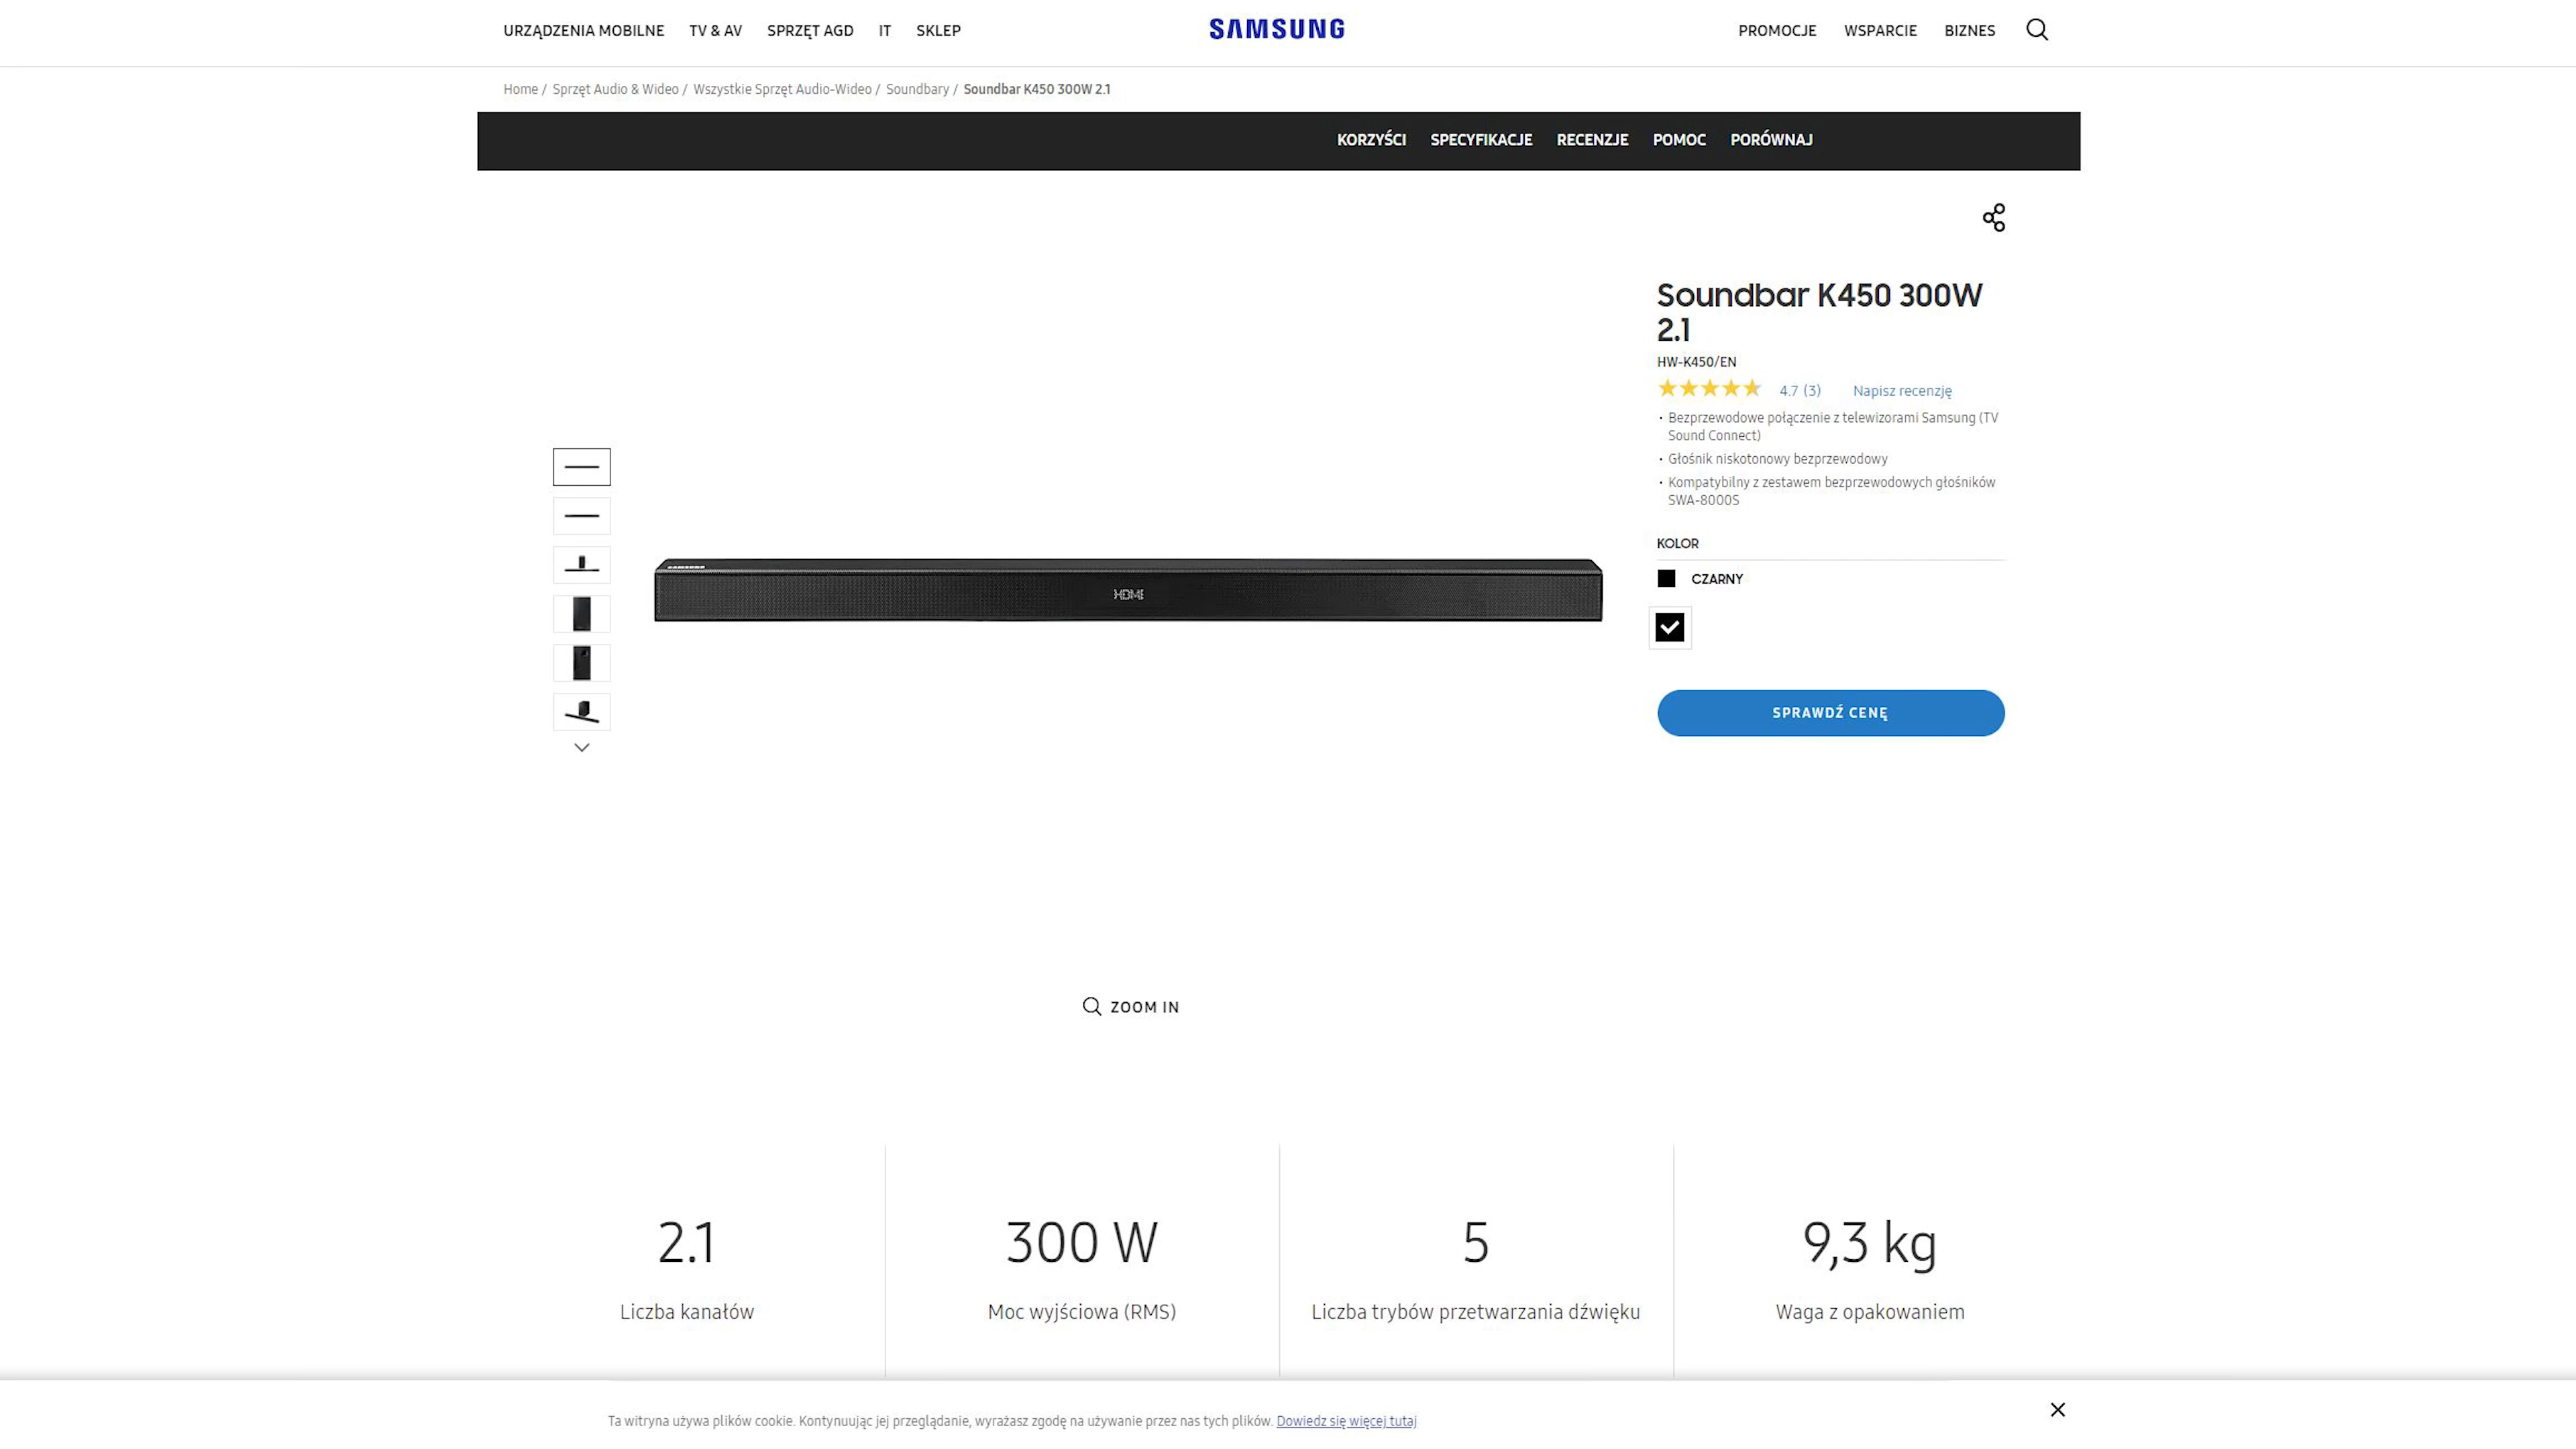 URZĄDZENIA MOBILNE TV & AV SPRZĘT AGD IT SKLEP SAMSUNG PROMOCJE WSPARCIE BIZNES
Home / Sprzęt Audio & Wideo / Wszystkie Sprzęt Audio-Wideo / Soundbary / Soundbar K450 300W 2.1
KORZYŚCI SPECYFIKACJE RECENZJE POMOC PORÓWNAJ
Soundbar K450 300W
2.1
HW-K450/EN
4.7 (3) Napisz recenzję
· Bezprzewodowe połączenie z telewizorami Samsung (TV
Sound Connect)
· Głośnik niskotonowy bezprzewodowy
· Kompatybilny z zestawem bezprzewodowych głośników
SWA-8000S
KOLOR
CZARNY
SAMSUNG
HDMI
SPRAWDŹ CENĘ
ZOOM IN
2.1
Liczba kanałów
300 W
Moc wyjściowa (RMS)
5
Liczba trybów przetwarzania dźwięku
9,3 kg
Waga z opakowaniem
Ta witryna używa plików cookie. Kontynuując jej przeglądanie, wyrażasz zgodę na używanie przez nas tych plików. Dowiedz się więcej tutaj